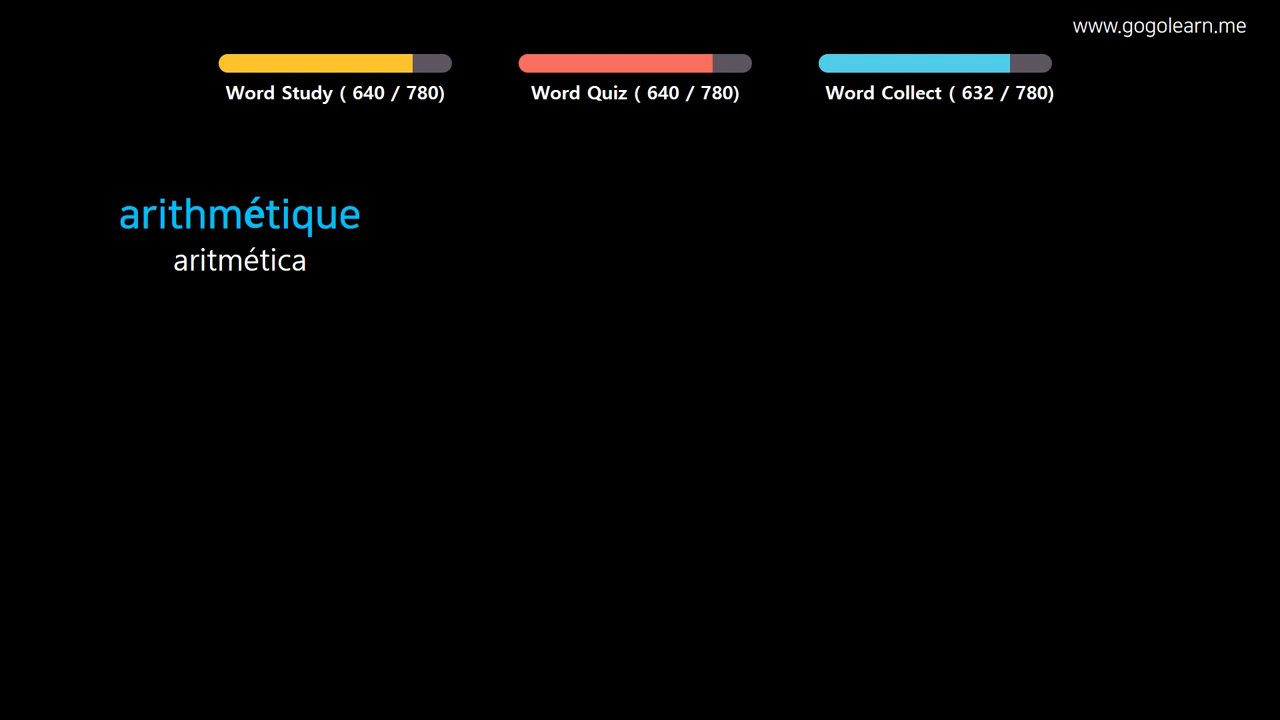 www.gogolearn.me
Word Study ( 640 / 780)
Word Quiz ( 640 / 780)
Word Collect ( 632 / 780)
arithmétique
aritmética